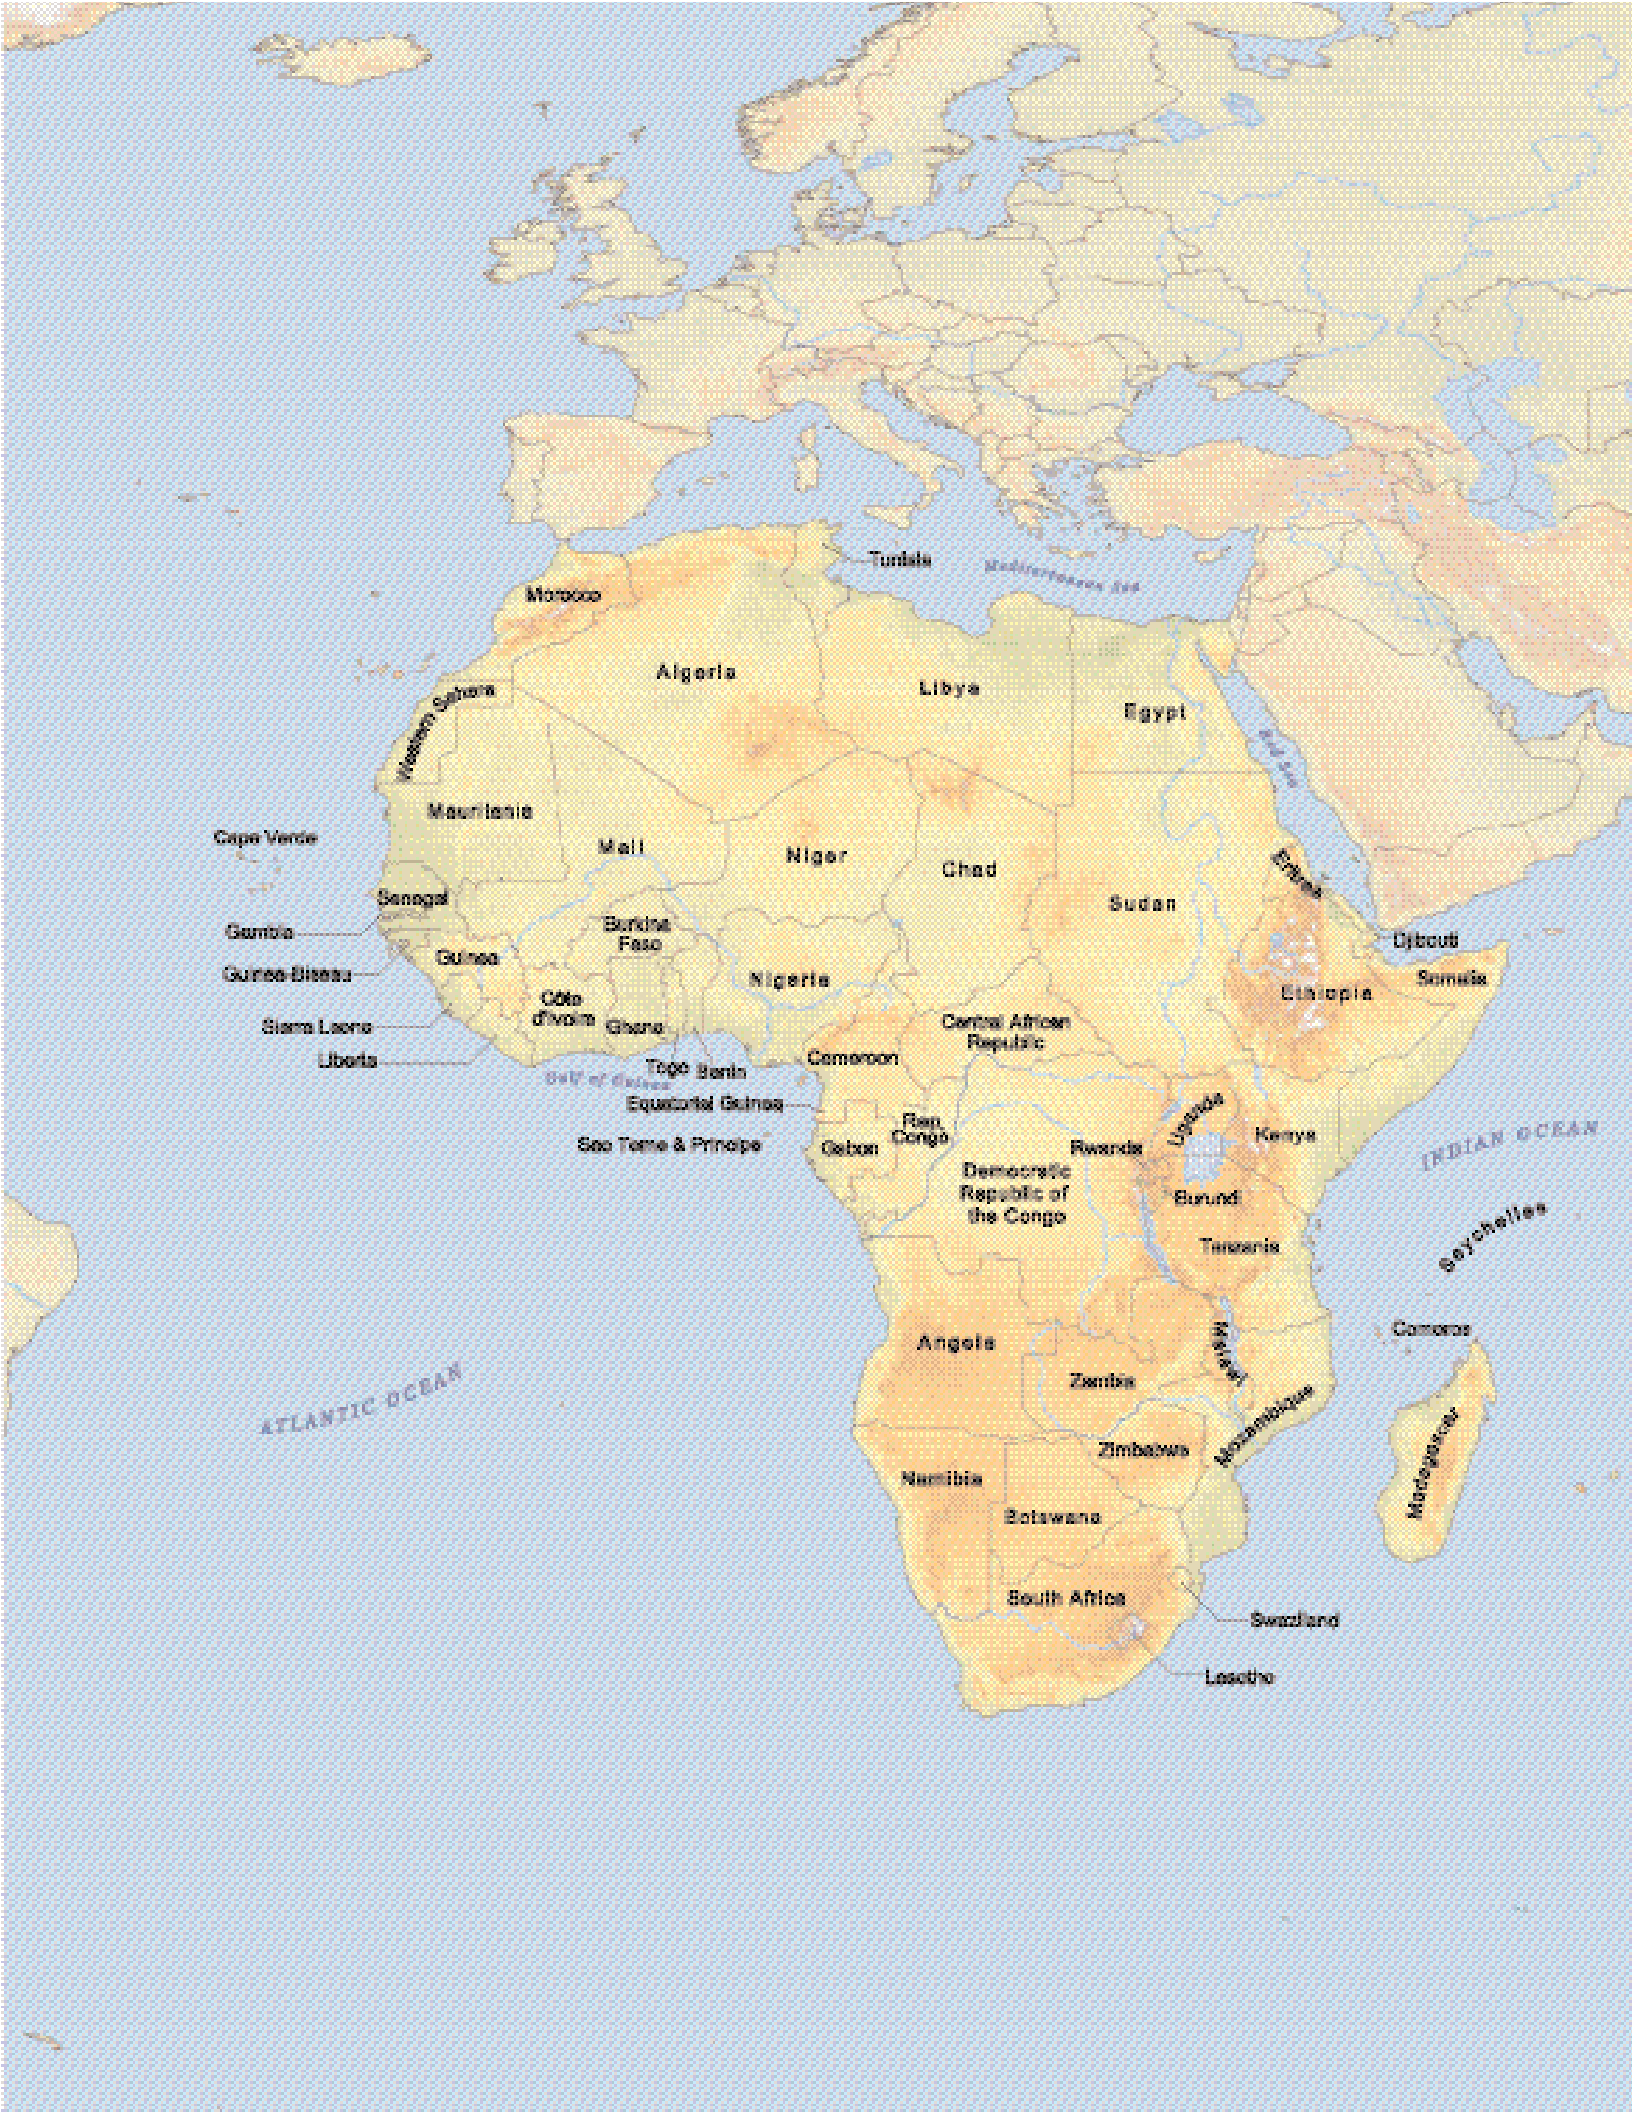 Tunisia
Mediterranean Sea
Morocco
Algeria
Libya
Egypt
Western Sahara
Red Sea
Mauritania
Cape Verde
Mali
Niger
Chad
Eritrea
Senegal
Sudan
Gambia
Burkina
Faso
Djibouti
Guinea
Guinea-Bissau
Nigeria
Somalia
Ethiopia
Côte
d'Ivoire
Sierra Leone
Ghana
Central African
Republic
Liberia
Cameroon
Togo
Benin
Gulf of Guinea
Equatorial Guinea
Uganda
Rep.
Congo
Kenya
INDIAN OCEAN
Sao Tome & Principe
Gabon
Rwanda
Democratic
Republic of
the Congo
Burundi
Seychelles
Tanzania
Comoros
Angola
Malawi
Zambia
ATLANTIC OCEAN
Mozambique
Madagascar
Zimbabwe
Namibia
Botswana
South Africa
Swaziland
Lesotho